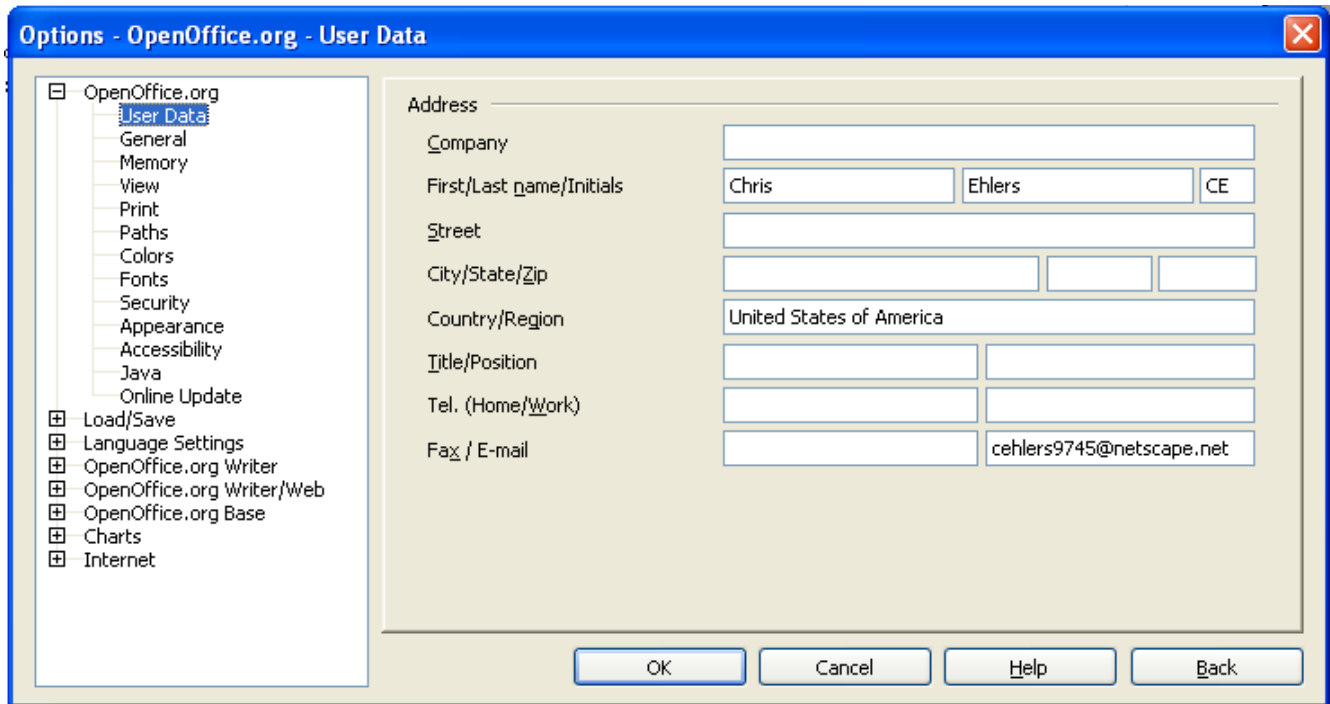 Options - OpenOffice.org - User Data
OpenOffice.org
User Data
General
Memory
View
Print
Paths
Colors
Fonts
Security
Appearance
Accessibility
Java
Online Update
Load/Save
Language Settings
OpenOffice.org Writer
OpenOffice.org Writer/Web
OpenOffice.org Base
Charts
Internet
Address
Company
First/Last name/Initials Chris Ehlers CE
Street
City/State/Zip
Country/Region United States of America
Title/Position
Tel. (Home/Work)
Fax / E-mail cehlers9745@netscape.net
OK Cancel Help Back